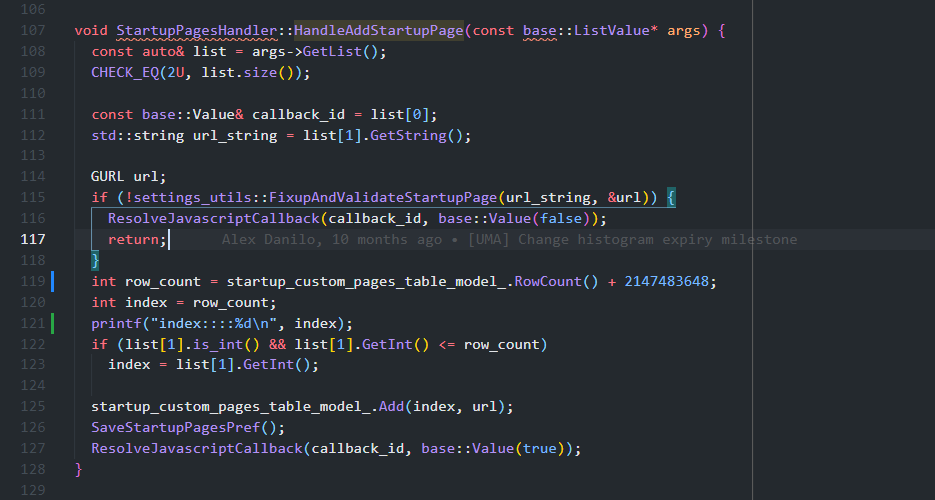 106
107 void StartupPagesHandler::HandleAddStartupPage(const base::ListValue* args) {
108   const auto& list = args->GetList();
109   CHECK_EQ(2U, list.size());
110
111   const base::Value& callback_id = list[0];
112   std::string url_string = list[1].GetString();
113
114   GURL url;
115   if (!settings_utils::FixupAndValidateStartupPage(url_string, &url)) {
116     ResolveJavascriptCallback(callback_id, base::Value(false));
117     return; Alex Danilo, 10 months ago • [UMA] Change histogram expiry milestone
118   }
119   int row_count = startup_custom_pages_table_model_.RowCount() + 2147483648;
120   int index = row_count;
121   printf("index::::%d\n", index);
122   if (list[1].is_int() && list[1].GetInt() <= row_count)
123     index = list[1].GetInt();
124
125   startup_custom_pages_table_model_.Add(index, url);
126   SaveStartupPagesPref();
127   ResolveJavascriptCallback(callback_id, base::Value(true));
128 }
129